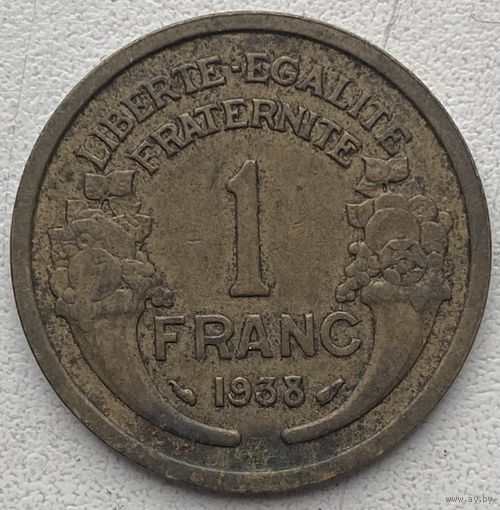 LIBERTE·EGALITE
FRATERNITE
1
FRANC
1938
www.ay.by